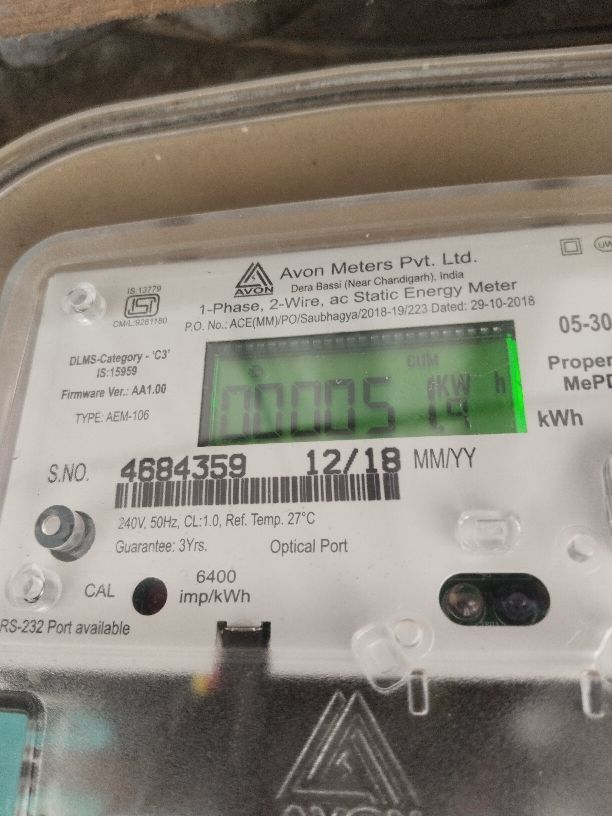 Avon Meters Pvt. Ltd.
AVON
Dera Bassi (Near Chandigarh), India
1-Phase, 2-Wire, ac Static Energy Meter
P.O. No.: ACE(MM)/PO/Saubhagya/2018-19/223 Dated: 29-10-2018
IS:13779
CM/L:9261180
05-30
DLMS-Category - 'C3'
IS:15959
Firmware Ver.: AA1.00
TYPE: AEM-106
Proper
MePD
CUM
KW h
kWh
S.NO. 4684359 12/18 MM/YY
240V, 50Hz, CL:1.0, Ref. Temp. 27°C
Guarantee: 3Yrs. Optical Port
CAL 6400
imp/kWh
RS-232 Port available
AVON